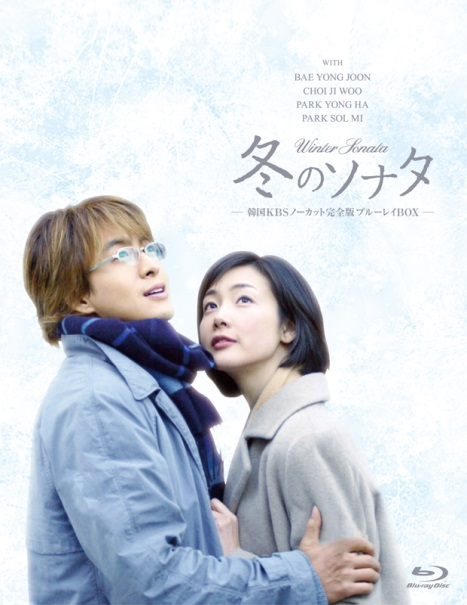 WITH
BAE YONG JOON
CHOI JI WOO
PARK YONG HA
PARK SOL MI
Winter Sonata
冬のソナタ
韓国KBSノーカット完全版 ブルーレイBOX
Blu-ray Disc